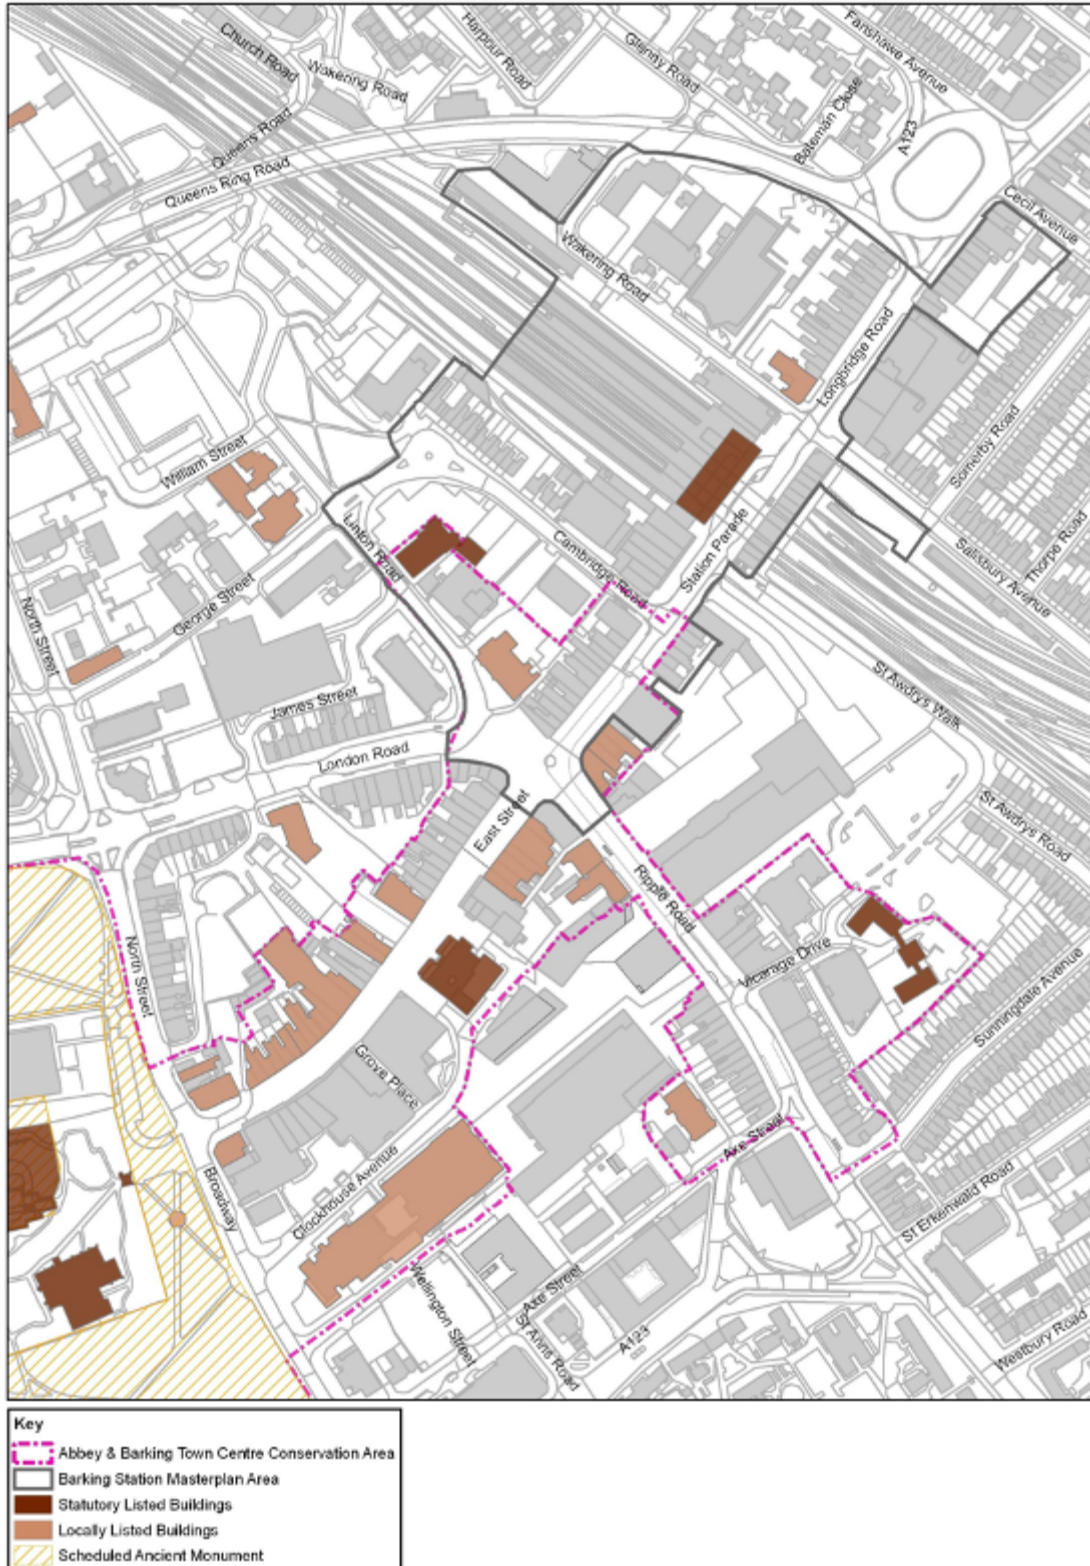 Fanshawe Avenue
Church Road
Harpour Road
Glenny Road
Wakering Road
Bateman Close
A123
Queens Road
Queens Ring Road
Cecil Avenue
Wakering Road
Longbridge Road
William Street
Somerby Road
Linton Road
Station Parade
Cambridge Road
Salisbury Avenue
Thorpe Road
George Street
North Street
St Awdrys Walk
James Street
London Road
East Street
St Awdrys Road
Ripple Road
North Street
Vicarage Drive
Sunningdale Avenue
Grove Place
Axe Street
Broadway
Clockhouse Avenue
St Erkenwald Road
Axe Street
Wellington Street
St Anns Road
A123
Westbury Road
Key
Abbey & Barking Town Centre Conservation Area
Barking Station Masterplan Area
Statutory Listed Buildings
Locally Listed Buildings
Scheduled Ancient Monument